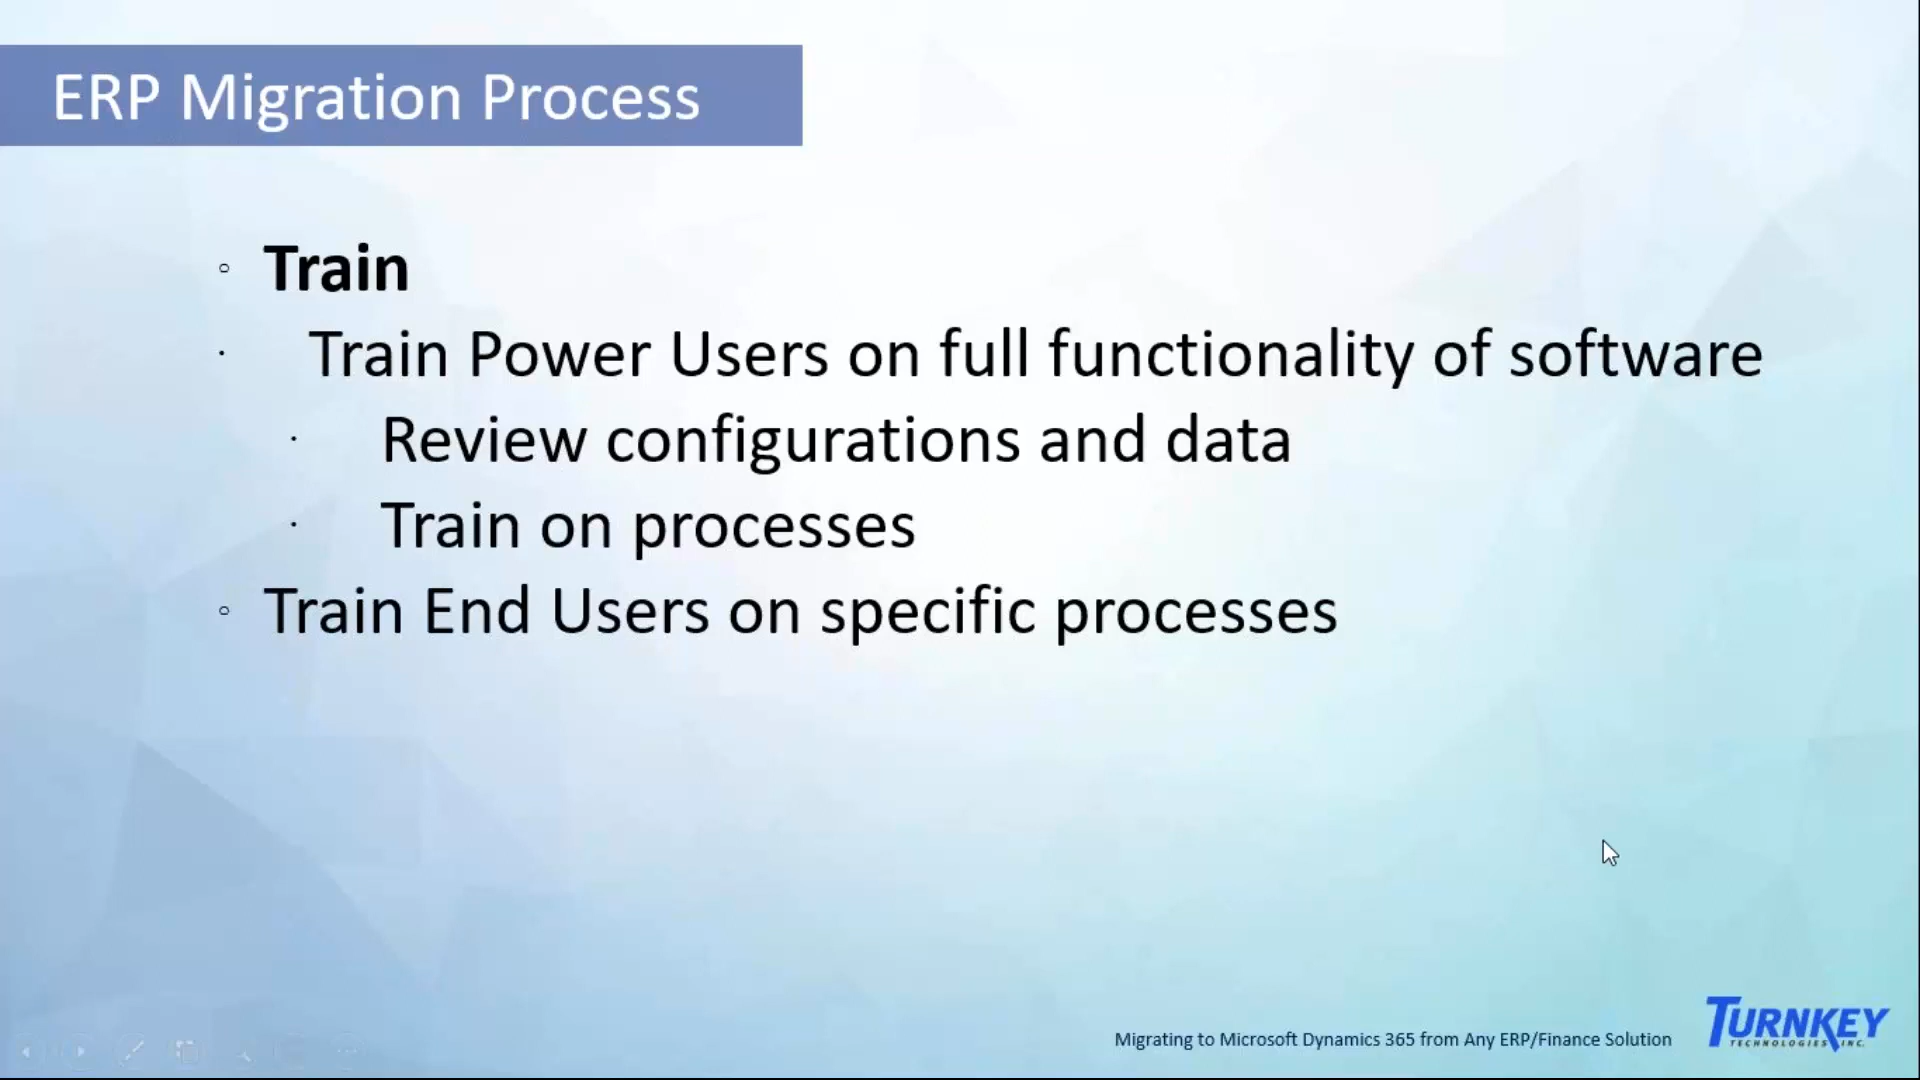 ERP Migration Process
Train
Train Power Users on full functionality of software
Review configurations and data
Train on processes
Train End Users on specific processes
Migrating to Microsoft Dynamics 365 from Any ERP/Finance Solution
TURNKEY
TECHNOLOGIES, INC.